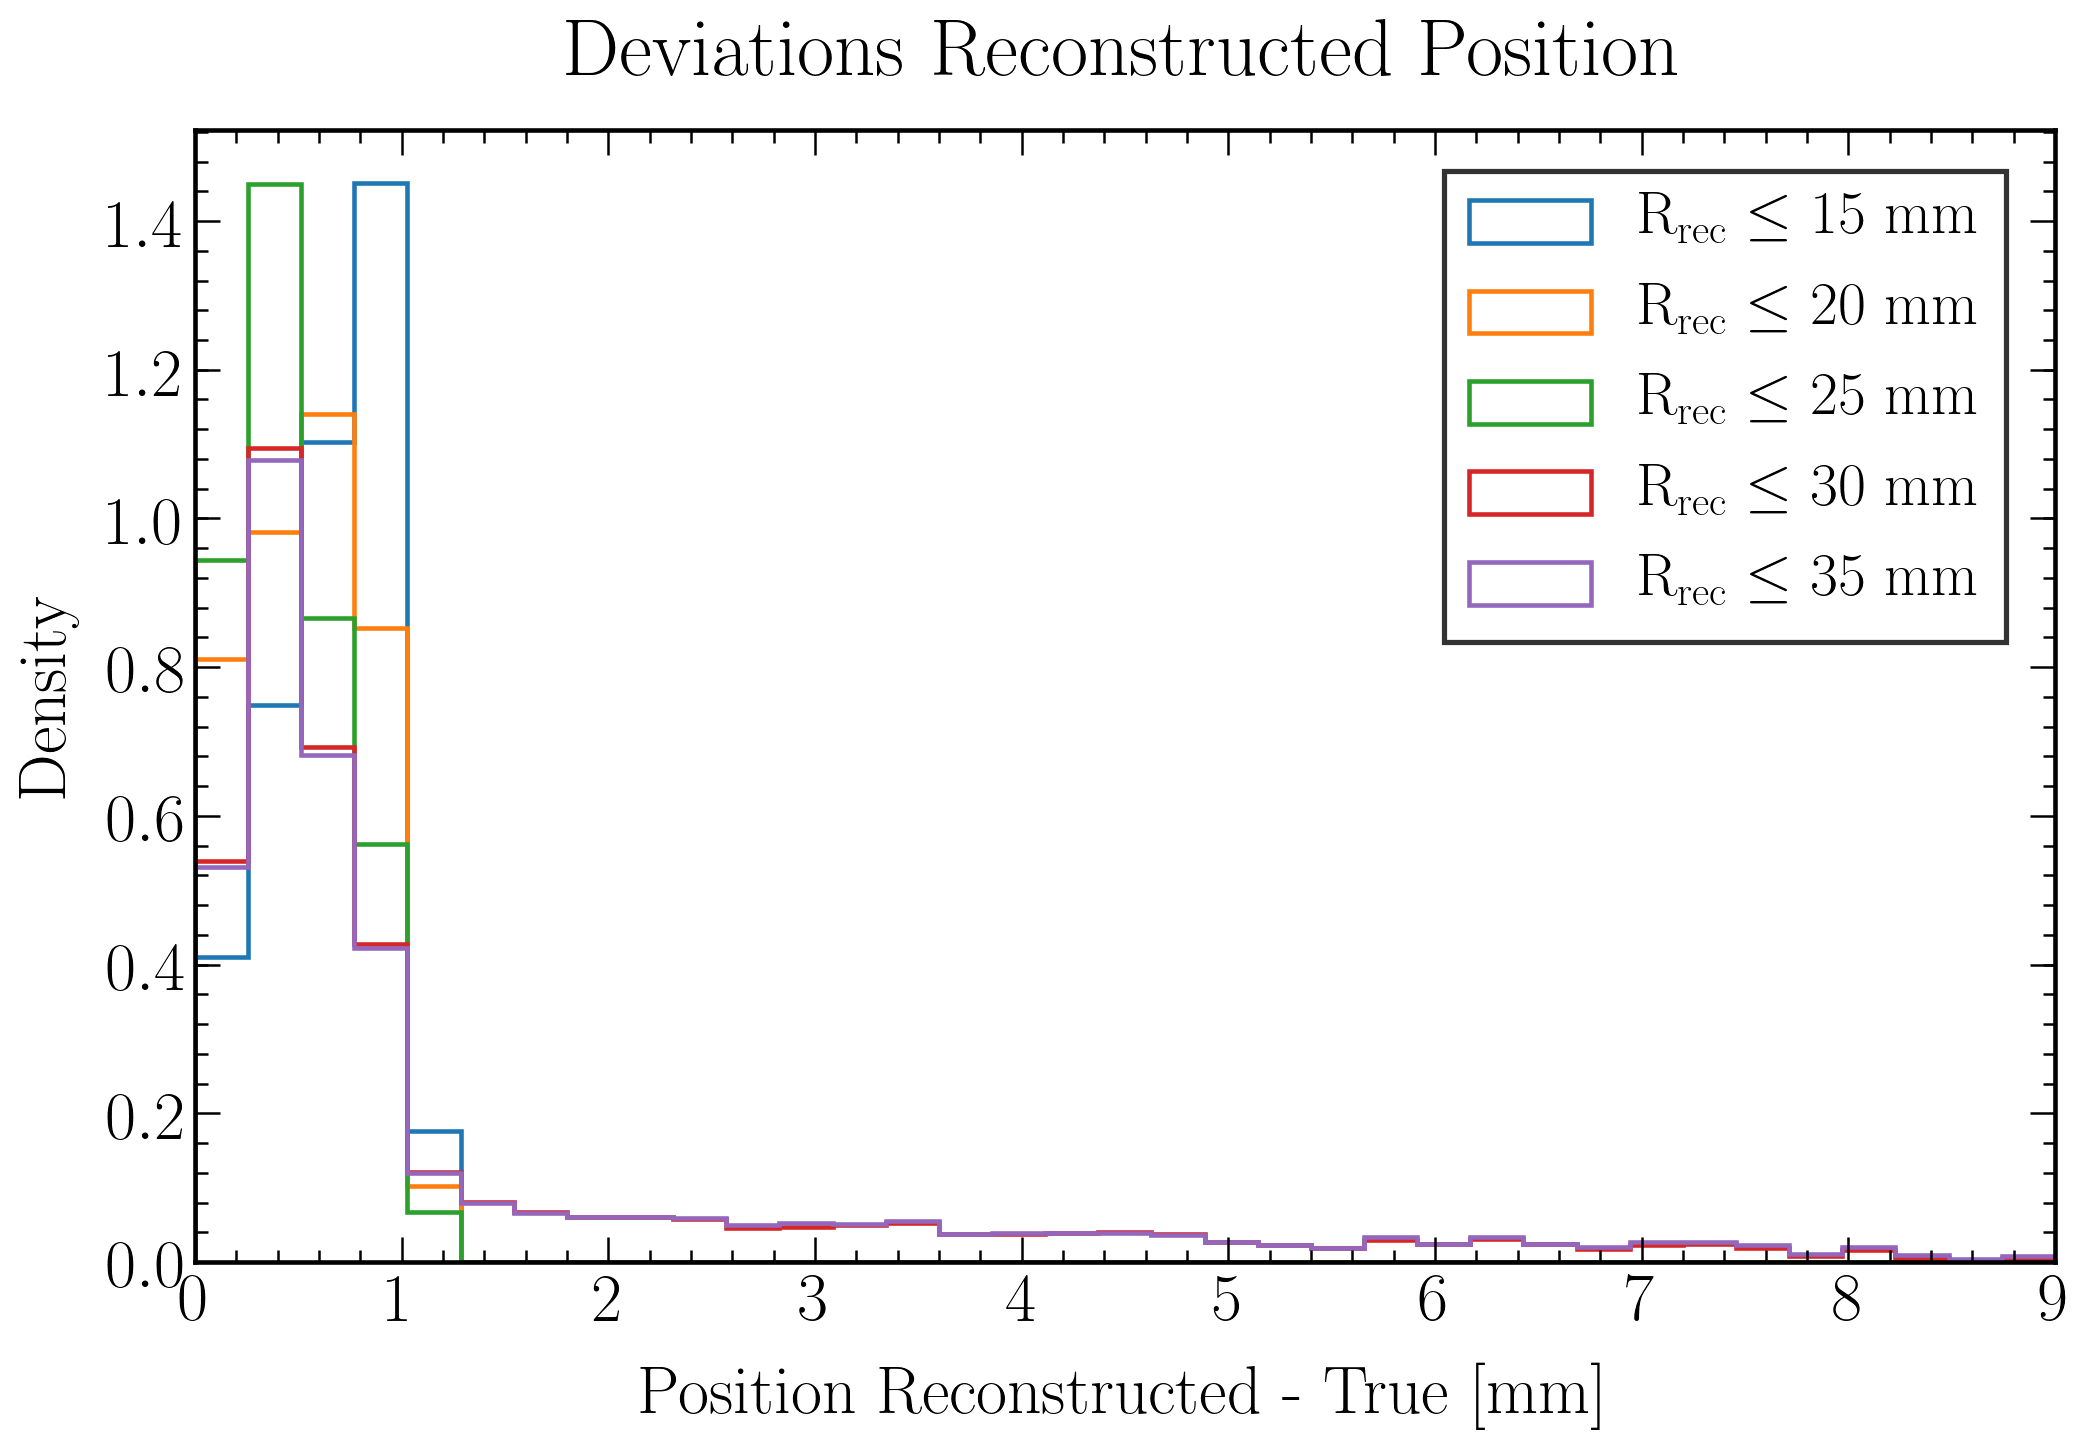 Deviations Reconstructed Position
R_rec ≤ 15 mm
R_rec ≤ 20 mm
R_rec ≤ 25 mm
R_rec ≤ 30 mm
R_rec ≤ 35 mm
Density
1.4
1.2
1.0
0.8
0.6
0.4
0.2
0.0
0 1 2 3 4 5 6 7 8 9
Position Reconstructed - True [mm]